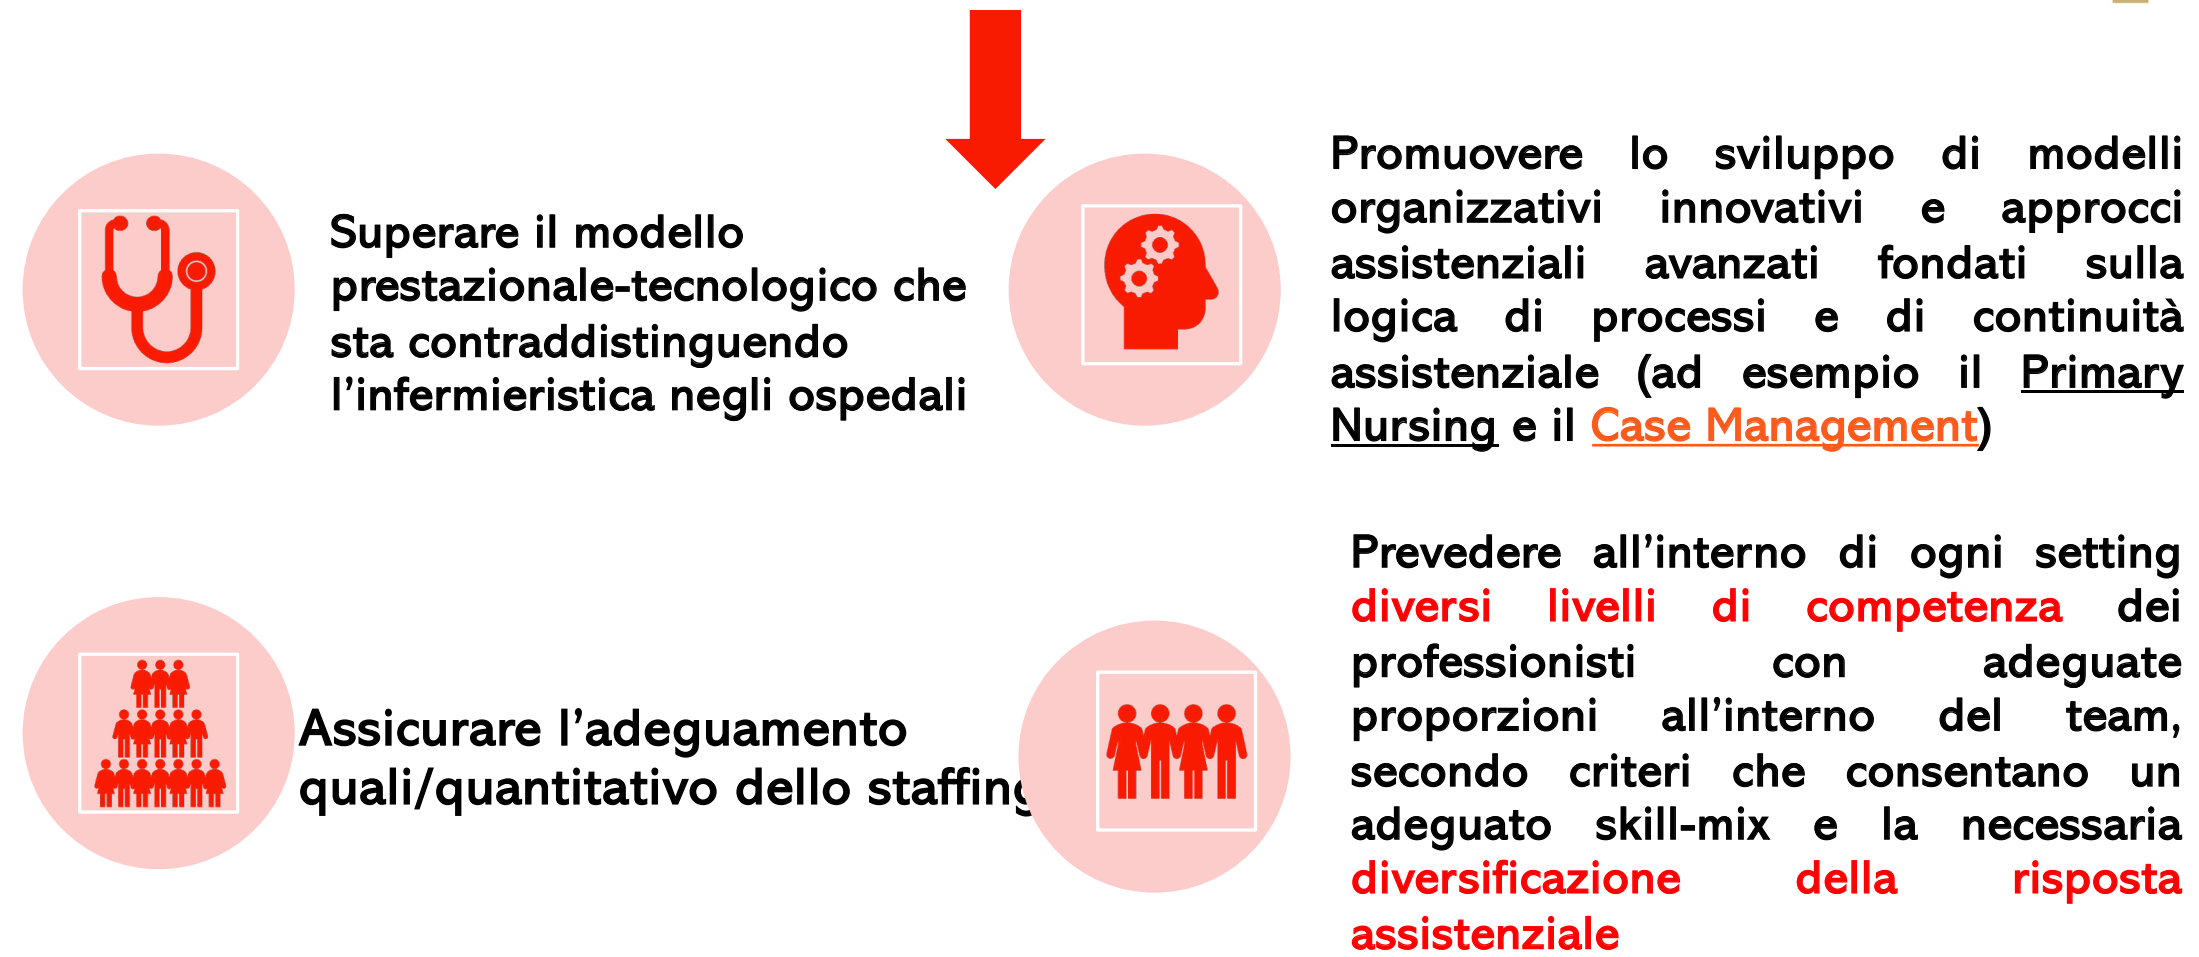 Superare il modello
prestazionale-tecnologico che
sta contraddistinguendo
l’infermieristica negli ospedali
Promuovere lo sviluppo di modelli
organizzativi innovativi e approcci
assistenziali avanzati fondati sulla
logica di processi e di continuità
assistenziale (ad esempio il Primary
Nursing e il Case Management)
Assicurare l’adeguamento
quali/quantitativo dello staffing
Prevedere all’interno di ogni setting
diversi livelli di competenza dei
professionisti con adeguate
proporzioni all’interno del team,
secondo criteri che consentano un
adeguato skill-mix e la necessaria
diversificazione della risposta
assistenziale